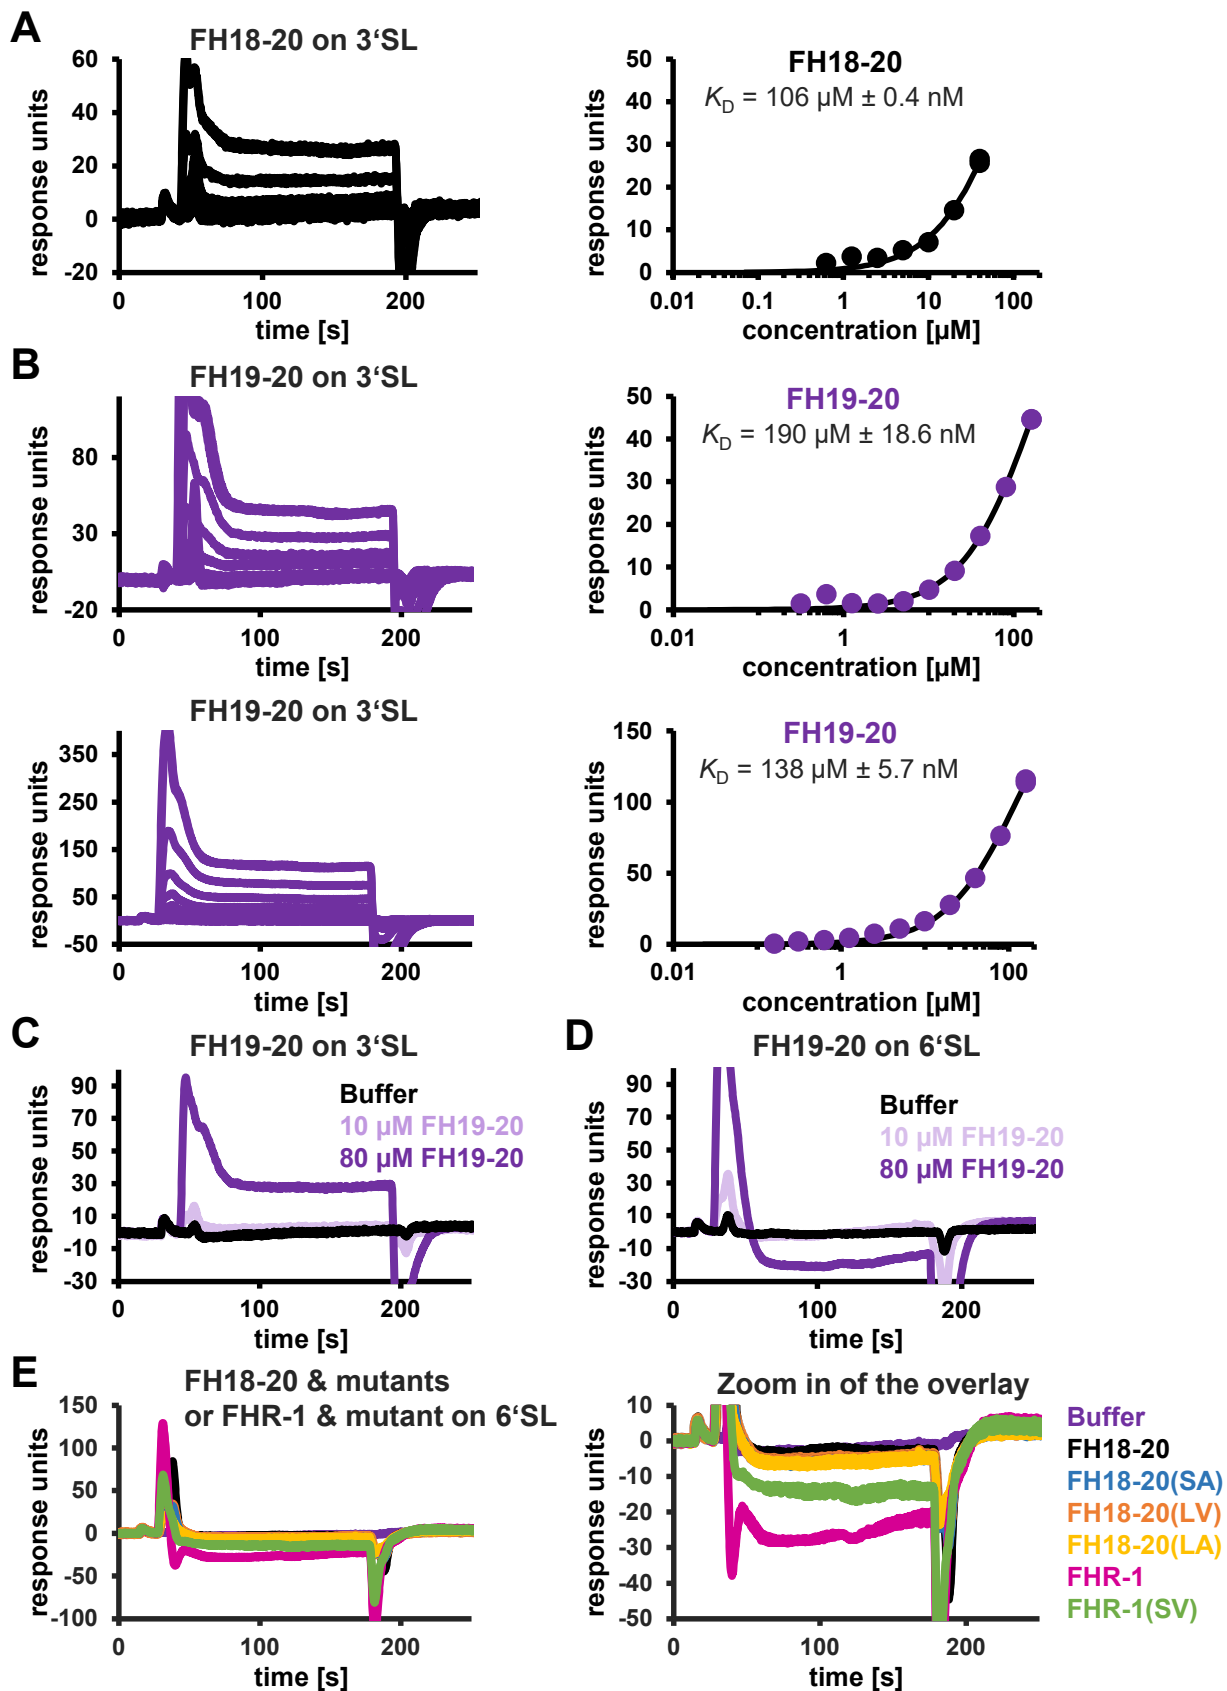 A
FH18-20 on 3‘SL
response units
60
40
20
0
-20
0
100
200
time [s]
FH18-20
K_D = 106 µM ± 0.4 nM
response units
50
40
30
20
10
0
0.01
0.1
1
10
100
concentration [µM]
B
FH19-20 on 3‘SL
response units
80
30
-20
0
100
200
time [s]
FH19-20
K_D = 190 µM ± 18.6 nM
response units
50
40
30
20
10
0
0.01
1
100
concentration [µM]
FH19-20 on 3‘SL
response units
350
250
150
50
-50
0
100
200
time [s]
FH19-20
K_D = 138 µM ± 5.7 nM
response units
150
100
50
0
0.01
1
100
concentration [µM]
C
FH19-20 on 3‘SL
Buffer
10 µM FH19-20
80 µM FH19-20
response units
90
70
50
30
10
-10
-30
0
100
200
time [s]
D
FH19-20 on 6‘SL
Buffer
10 µM FH19-20
80 µM FH19-20
response units
90
70
50
30
10
-10
-30
0
100
200
time [s]
E
FH18-20 & mutants
or FHR-1 & mutant on 6‘SL
response units
150
100
50
0
-50
-100
0
100
200
time [s]
Zoom in of the overlay
response units
10
0
-10
-20
-30
-40
-50
0
100
200
time [s]
Buffer
FH18-20
FH18-20(SA)
FH18-20(LV)
FH18-20(LA)
FHR-1
FHR-1(SV)